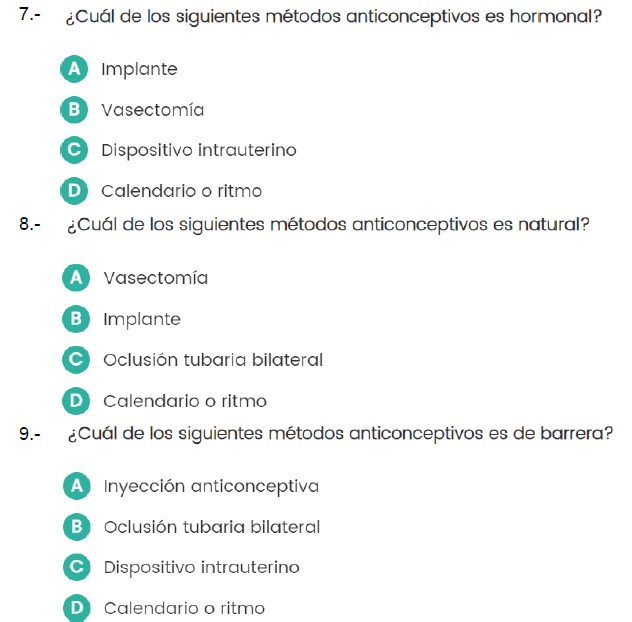 7.- ¿Cuál de los siguientes métodos anticonceptivos es hormonal?
A Implante
B Vasectomía
C Dispositivo intrauterino
D Calendario o ritmo
8.- ¿Cuál de los siguientes métodos anticonceptivos es natural?
A Vasectomía
B Implante
C Oclusión tubaria bilateral
D Calendario o ritmo
9.- ¿Cuál de los siguientes métodos anticonceptivos es de barrera?
A Inyección anticonceptiva
B Oclusión tubaria bilateral
C Dispositivo intrauterino
D Calendario o ritmo